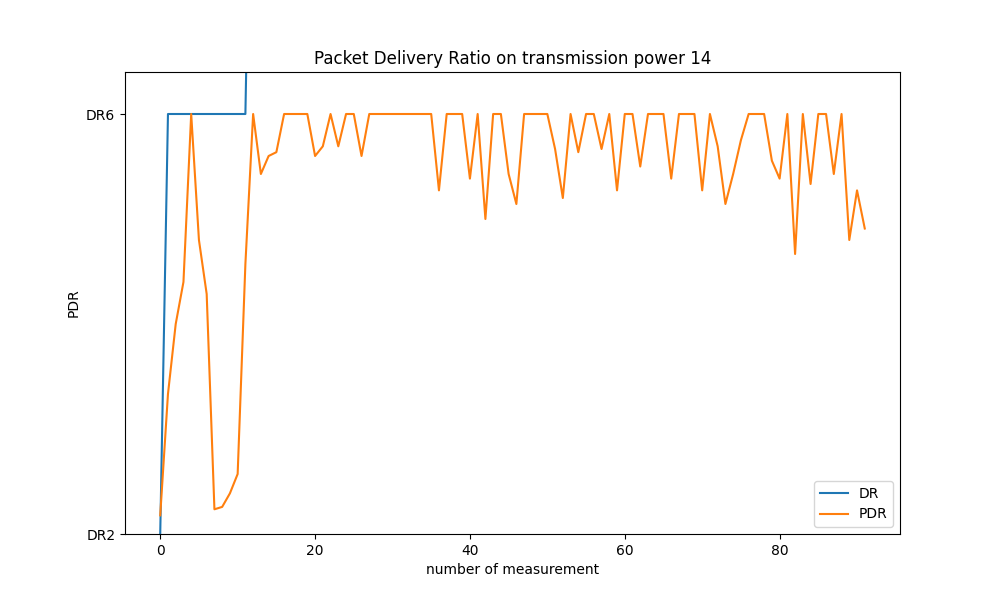 Packet Delivery Ratio on transmission power 14
DR6
PDR
DR2
DR
PDR
0 20 40 60 80
number of measurement